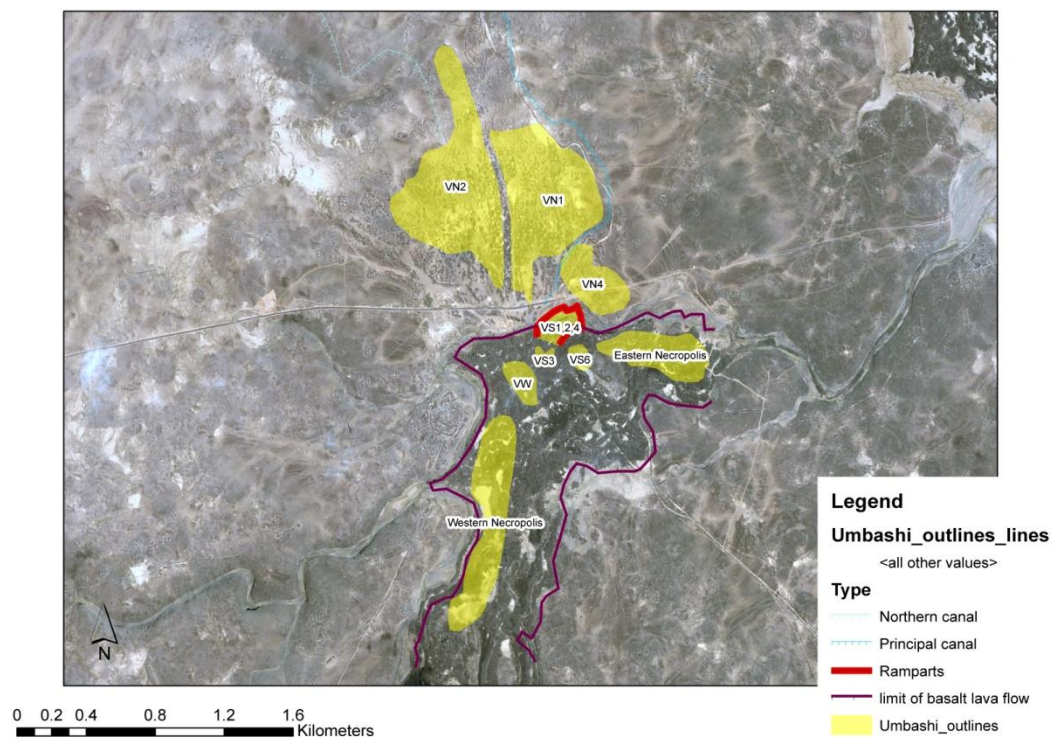 VN2
VN1
VN4
VS1,2,4
VS3
VS6
Eastern Necropolis
VW
Western Necropolis
N
Legend
Umbashi_outlines_lines
<all other values>
Type
Northern canal
Principal canal
Ramparts
limit of basalt lava flow
Umbashi_outlines
0 0.2 0.4 0.8 1.2 1.6
Kilometers